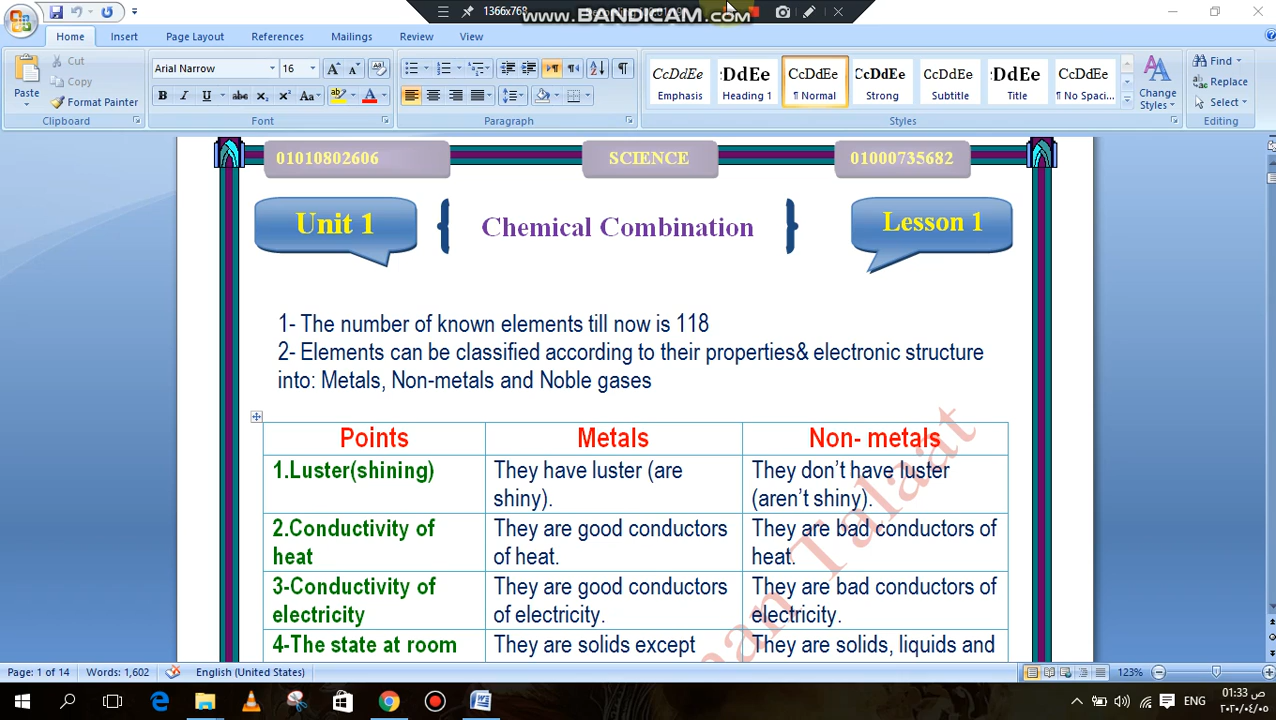 1366x768
www.BANDICAM.com
Home Insert Page Layout References Mailings Review View
Paste
Cut
Copy
Format Painter
Clipboard
Arial Narrow 16
Font
Paragraph
CcDdEe CcDdEe CcDdEe CcDdEe CcDdEe
Emphasis Heading 1 ¶ Normal Strong Subtitle Title ¶ No Spaci...
Change Styles
Styles
Find
Replace
Select
Editing
01010802606 SCIENCE 01000735682
Unit 1 { Chemical Combination } Lesson 1
1- The number of known elements till now is 118
2- Elements can be classified according to their properties& electronic structure
into: Metals, Non-metals and Noble gases
Points Metals Non- metals
1.Luster(shining) They have luster (are shiny). They don’t have luster (aren’t shiny).
2.Conductivity of heat They are good conductors of heat. They are bad conductors of heat.
3-Conductivity of electricity They are good conductors of electricity. They are bad conductors of electricity.
4-The state at room They are solids except They are solids, liquids and
Talaat
Page: 1 of 14 Words: 1,602 English (United States) 123%
ENG 01:33 ص
٢٠٢٠/٠٤/٠٥